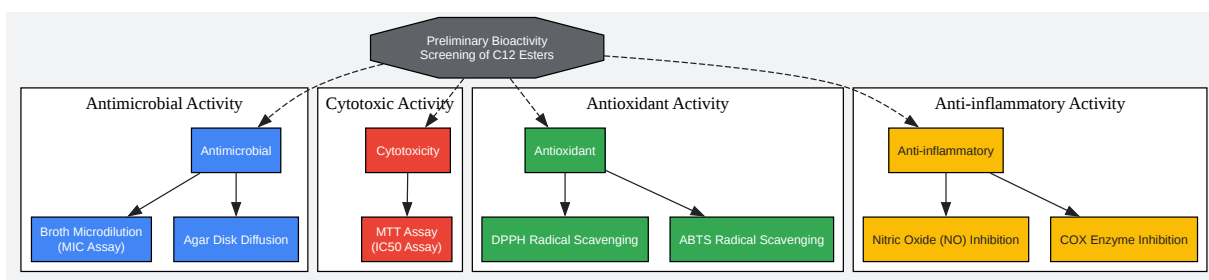 Preliminary Bioactivity
Screening of C12 Esters
Antimicrobial Activity
Cytotoxic Activity
Antioxidant Activity
Anti-inflammatory Activity
Antimicrobial
Cytotoxicity
Antioxidant
Anti-inflammatory
Broth Microdilution
(MIC Assay)
Agar Disk Diffusion
MTT Assay
(IC50 Assay)
DPPH Radical Scavenging
ABTS Radical Scavenging
Nitric Oxide (NO) Inhibition
COX Enzyme Inhibition